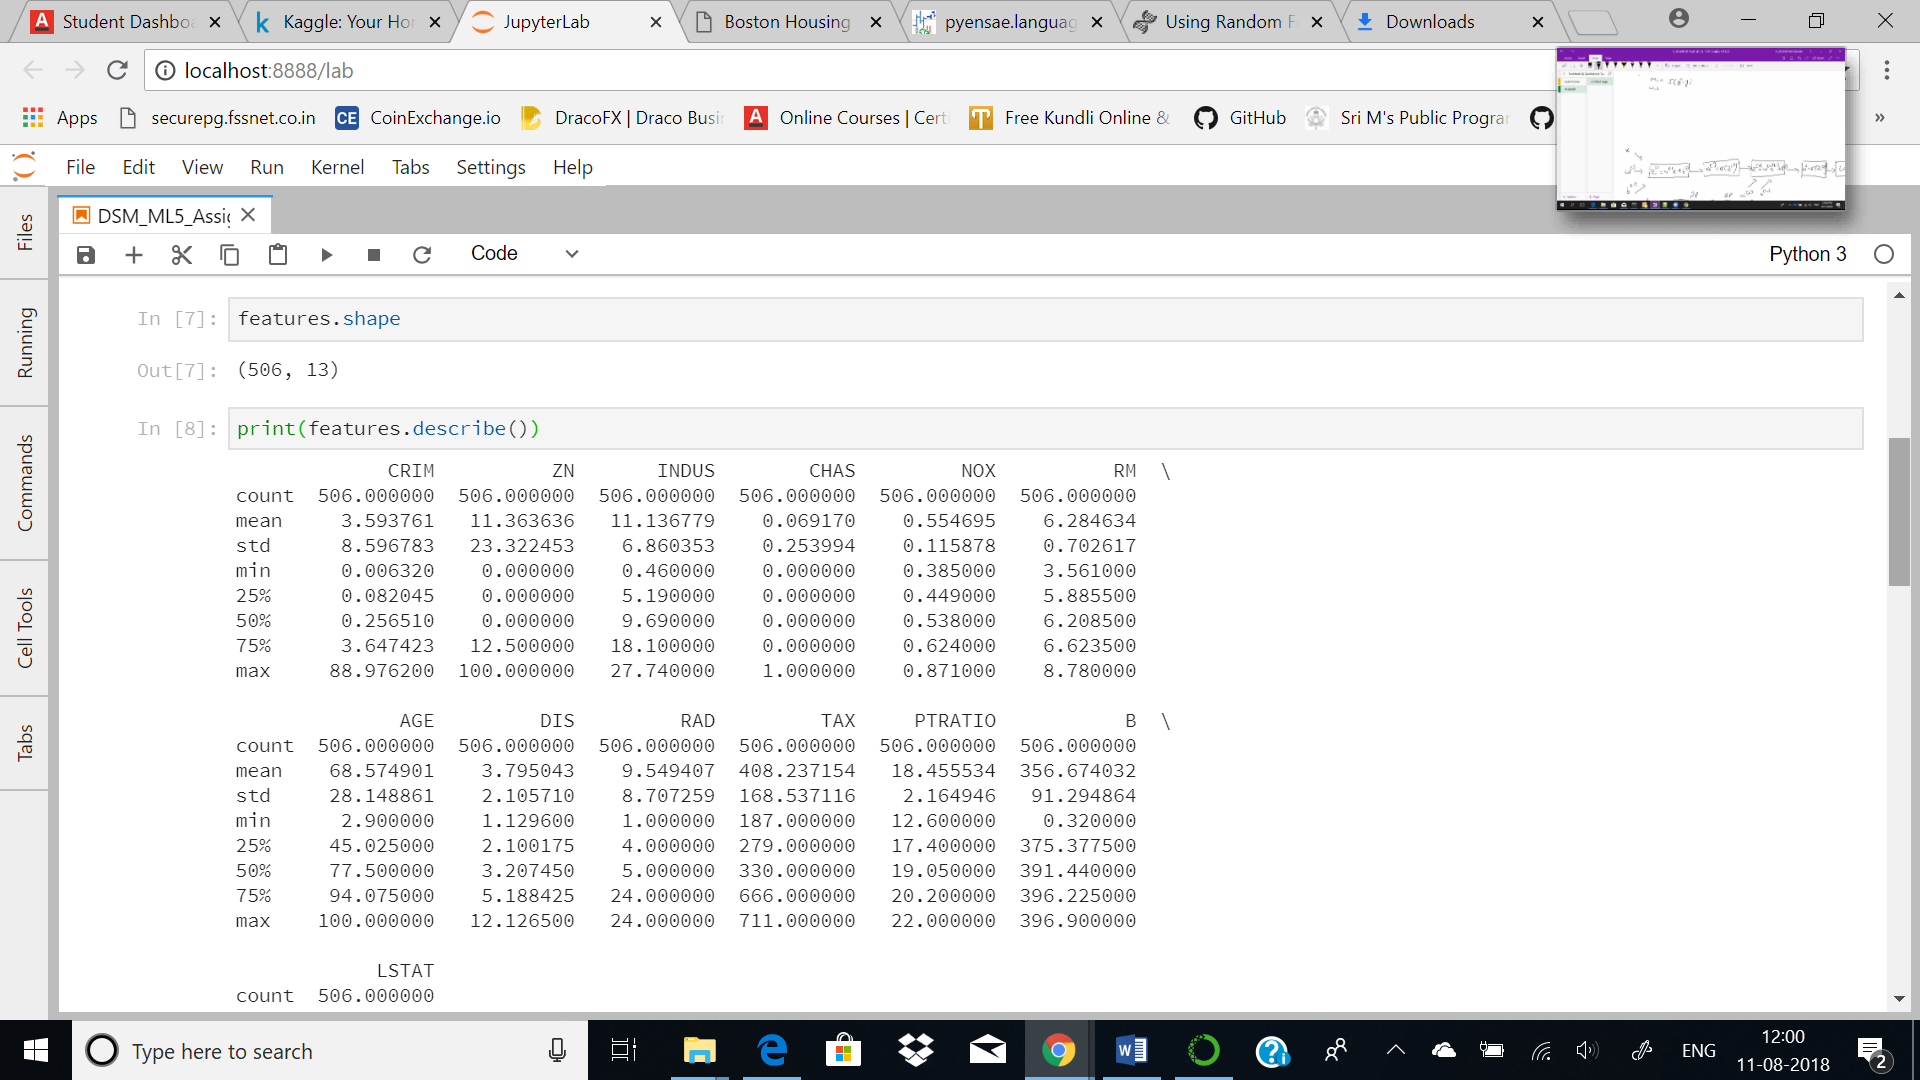 Student Dashbo
Kaggle: Your Ho
JupyterLab
Boston Housing
pyensae.languag
Using Random F
Downloads
localhost:8888/lab
Apps
securepg.fssnet.co.in
CoinExchange.io
DracoFX | Draco Busi
Online Courses | Certi
Free Kundli Online &
GitHub
Sri M's Public Progra
»
File Edit View Run Kernel Tabs Settings Help
DSM_ML5_Assig
Code
Python 3
Files
Running
Commands
Cell Tools
Tabs
In [7]: features.shape
Out[7]: (506, 13)
In [8]: print(features.describe())
CRIM ZN INDUS CHAS NOX RM \
count 506.000000 506.000000 506.000000 506.000000 506.000000 506.000000
mean 3.593761 11.363636 11.136779 0.069170 0.554695 6.284634
std 8.596783 23.322453 6.860353 0.253994 0.115878 0.702617
min 0.006320 0.000000 0.460000 0.000000 0.385000 3.561000
25% 0.082045 0.000000 5.190000 0.000000 0.449000 5.885500
50% 0.256510 0.000000 9.690000 0.000000 0.538000 6.208500
75% 3.647423 12.500000 18.100000 0.000000 0.624000 6.623500
max 88.976200 100.000000 27.740000 1.000000 0.871000 8.780000
AGE DIS RAD TAX PTRATIO B \
count 506.000000 506.000000 506.000000 506.000000 506.000000 506.000000
mean 68.574901 3.795043 9.549407 408.237154 18.455534 356.674032
std 28.148861 2.105710 8.707259 168.537116 2.164946 91.294864
min 2.900000 1.129600 1.000000 187.000000 12.600000 0.320000
25% 45.025000 2.100175 4.000000 279.000000 17.400000 375.377500
50% 77.500000 3.207450 5.000000 330.000000 19.050000 391.440000
75% 94.075000 5.188425 24.000000 666.000000 20.200000 396.225000
max 100.000000 12.126500 24.000000 711.000000 22.000000 396.900000
LSTAT
count 506.000000
Type here to search
ENG
12:00
11-08-2018
2